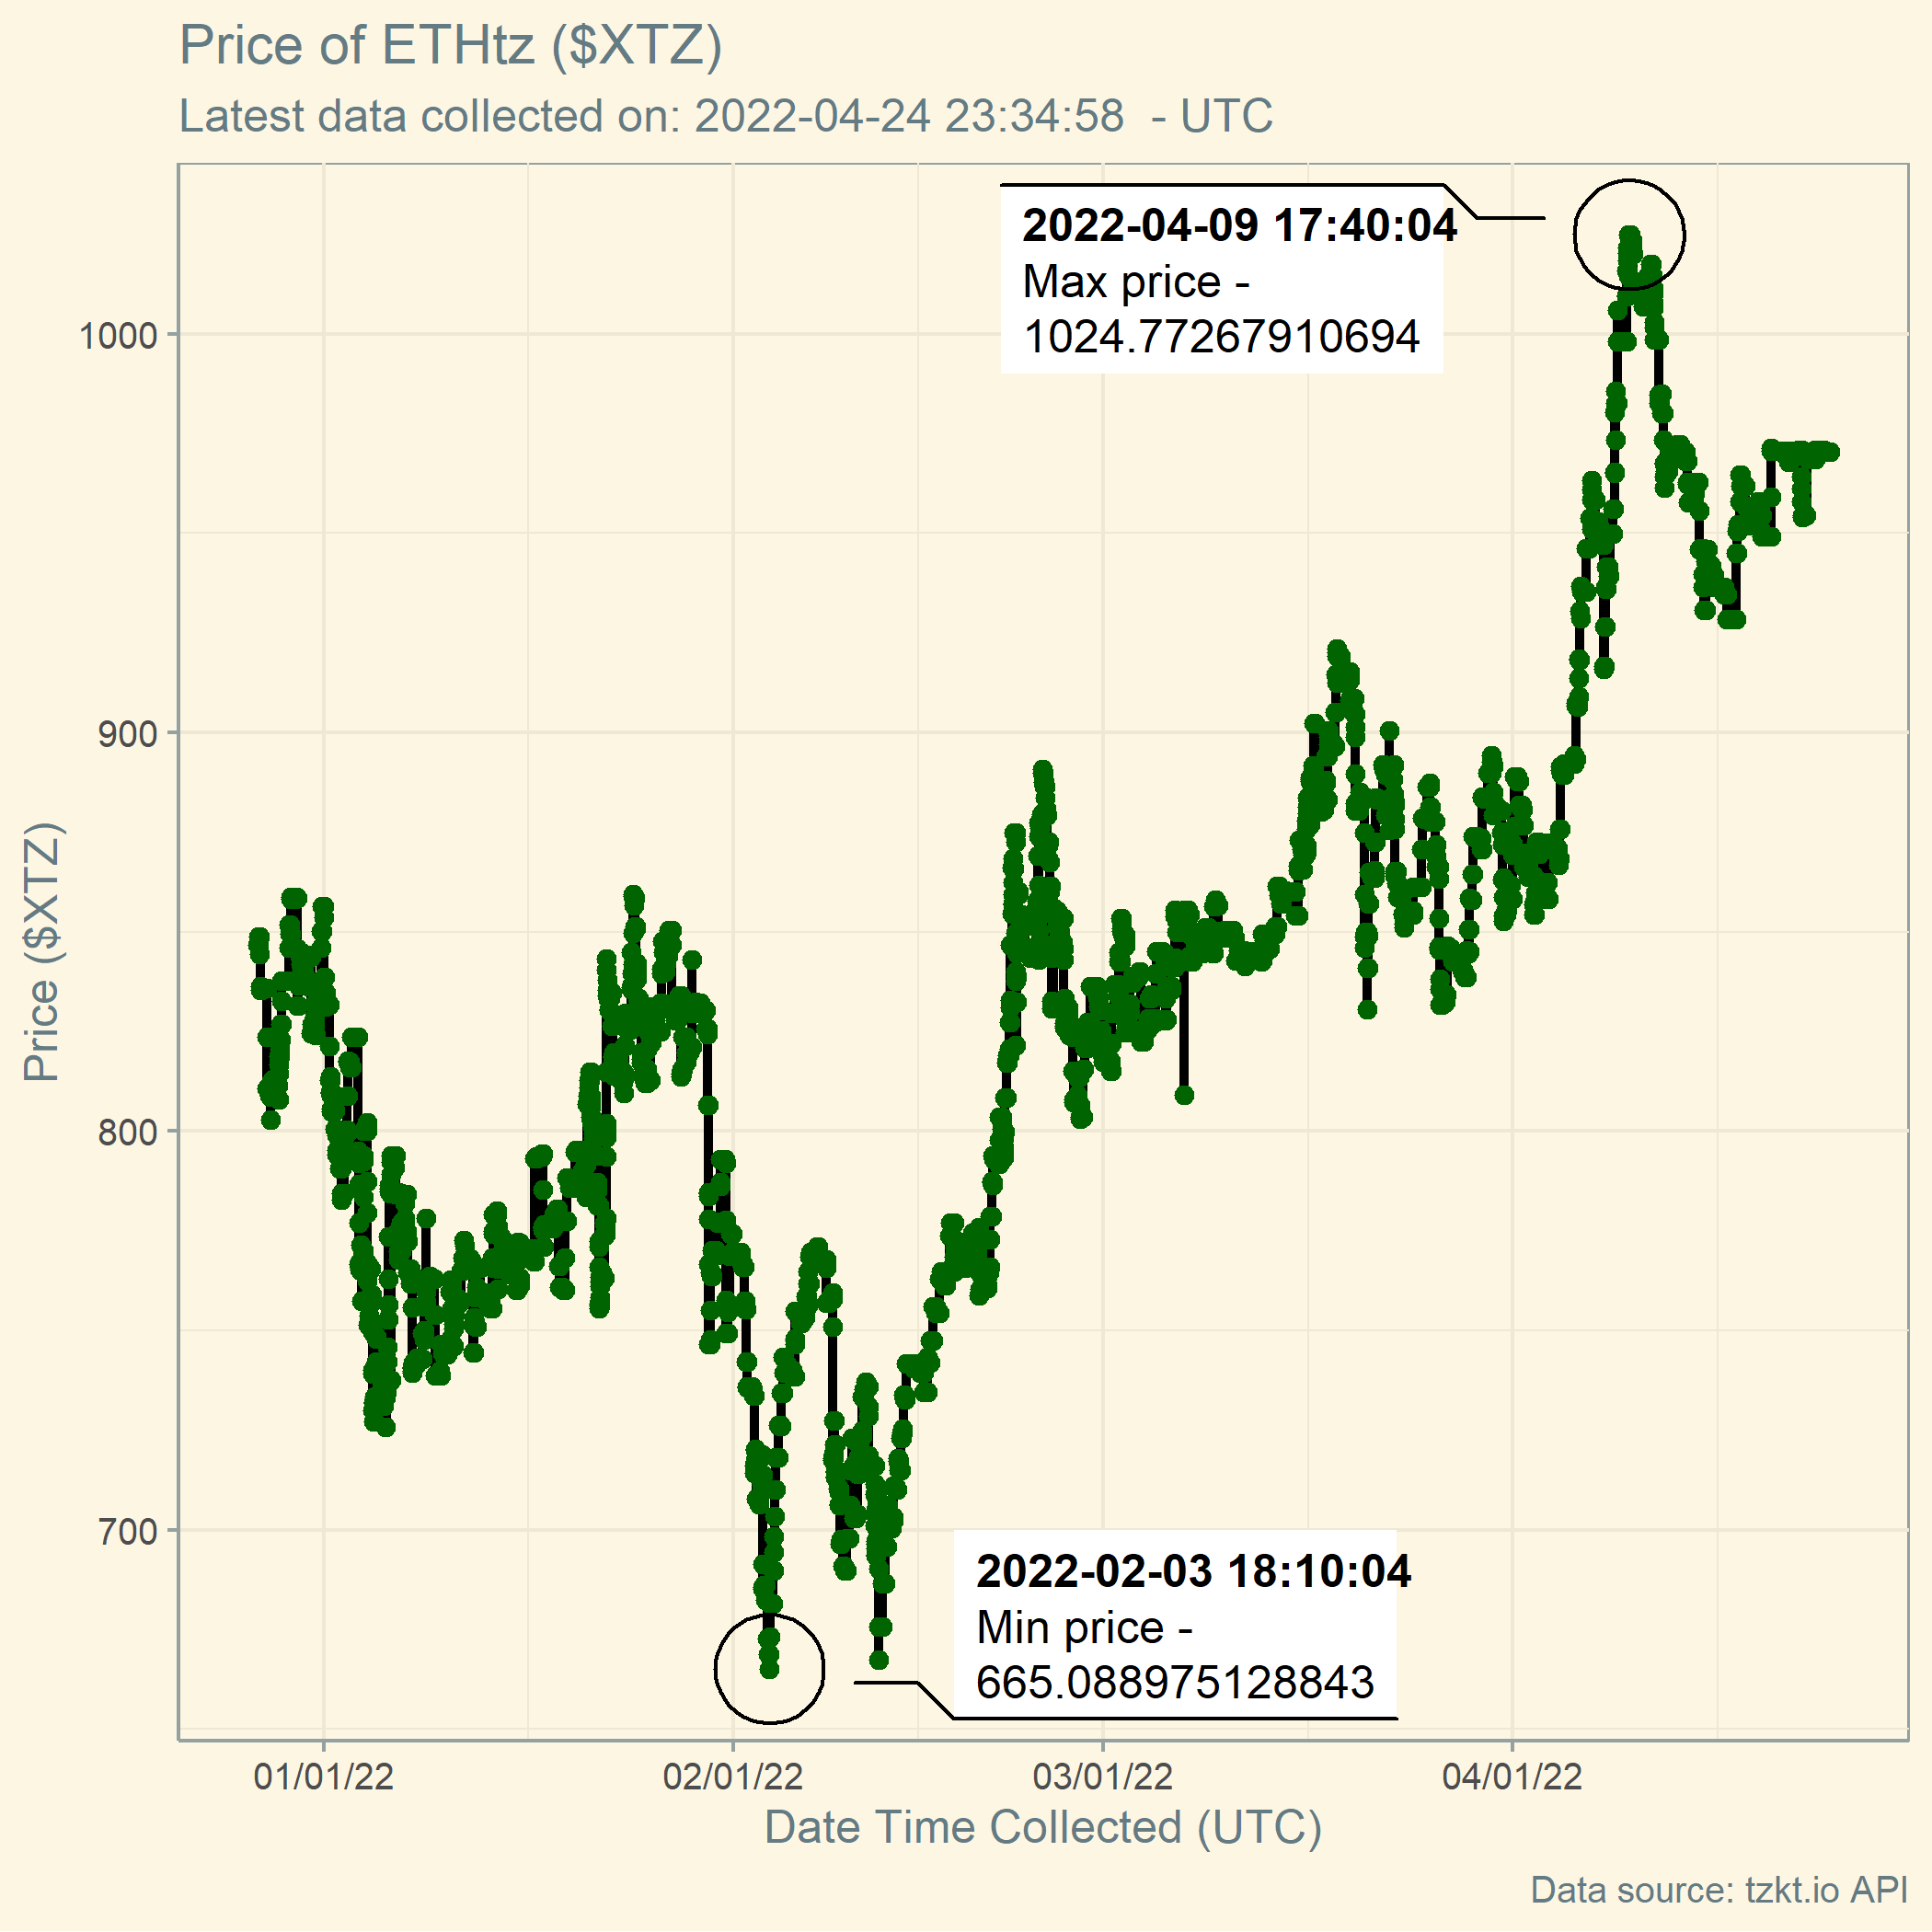 Price of ETHtz ($XTZ)
Latest data collected on: 2022-04-24 23:34:58  - UTC
2022-04-09 17:40:04
Max price -
1024.77267910694
1000
900
800
700
Price ($XTZ)
2022-02-03 18:10:04
Min price -
665.088975128843
01/01/22
02/01/22
03/01/22
04/01/22
Date Time Collected (UTC)
Data source: tzkt.io API